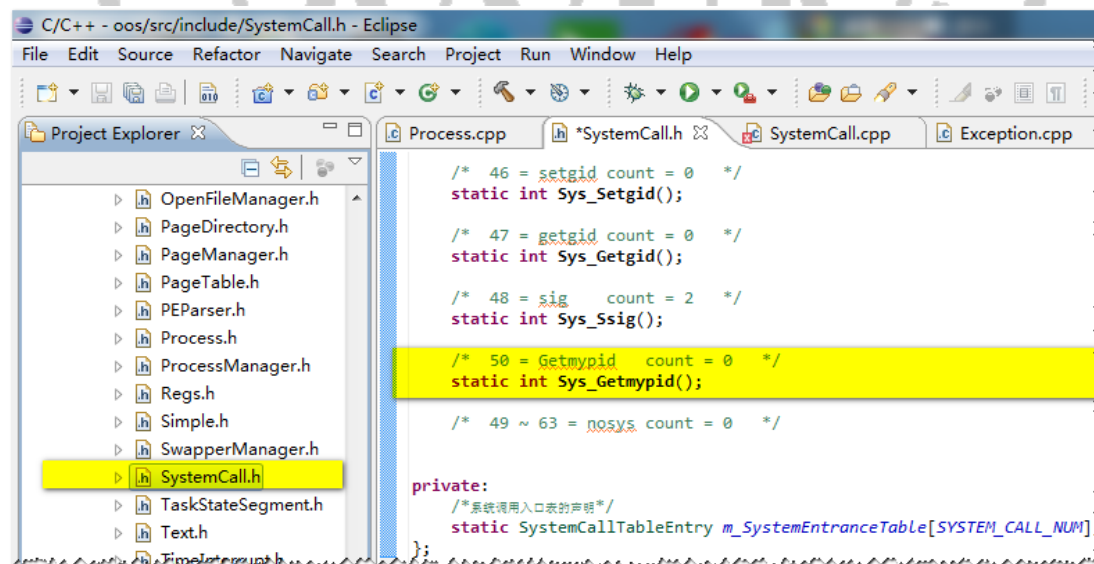 C/C++ - oos/src/include/SystemCall.h - Eclipse
File Edit Source Refactor Navigate Search Project Run Window Help
Project Explorer
Process.cpp *SystemCall.h SystemCall.cpp Exception.cpp
OpenFileManager.h
PageDirectory.h
PageManager.h
PageTable.h
PEParser.h
Process.h
ProcessManager.h
Regs.h
Simple.h
SwapperManager.h
SystemCall.h
TaskStateSegment.h
Text.h
TimeInterrupt.h
/* 46 = setgid count = 0 */
static int Sys_Setgid();
/* 47 = getgid count = 0 */
static int Sys_Getgid();
/* 48 = sig count = 2 */
static int Sys_Ssig();
/* 50 = Getmypid count = 0 */
static int Sys_Getmypid();
/* 49 ~ 63 = nosys count = 0 */
private:
/*系统调用入口表的声明*/
static SystemCallTableEntry m_SystemEntranceTable[SYSTEM_CALL_NUM]
};